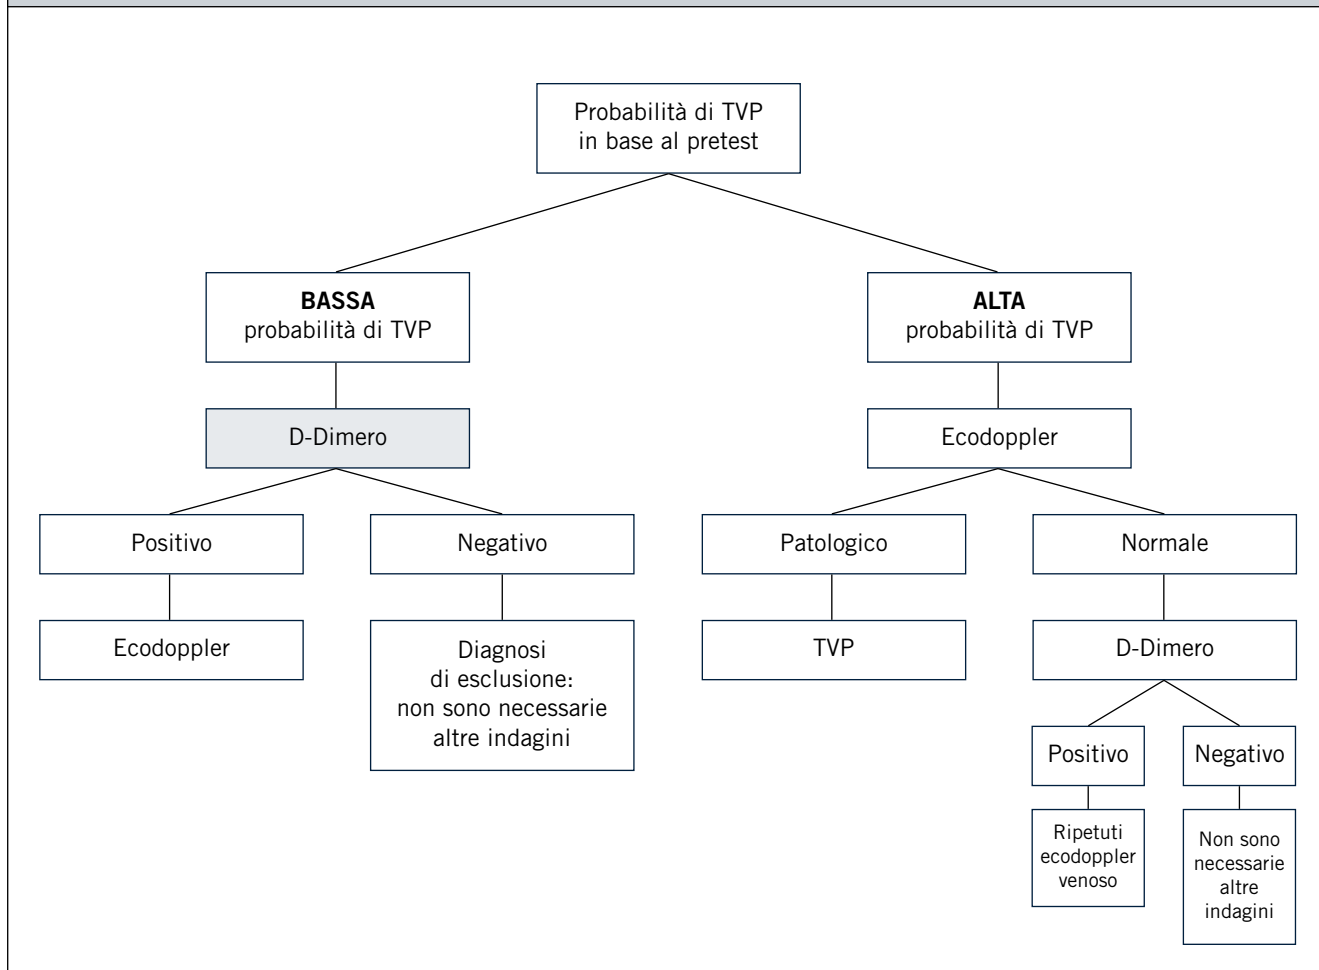 Probabilità di TVP
in base al pretest
BASSA
probabilità di TVP
ALTA
probabilità di TVP
D-Dimero
Ecodoppler
Positivo
Negativo
Patologico
Normale
Ecodoppler
Diagnosi
di esclusione:
non sono necessarie
altre indagini
TVP
D-Dimero
Positivo
Negativo
Ripetuti
ecodoppler
venoso
Non sono
necessarie
altre
indagini